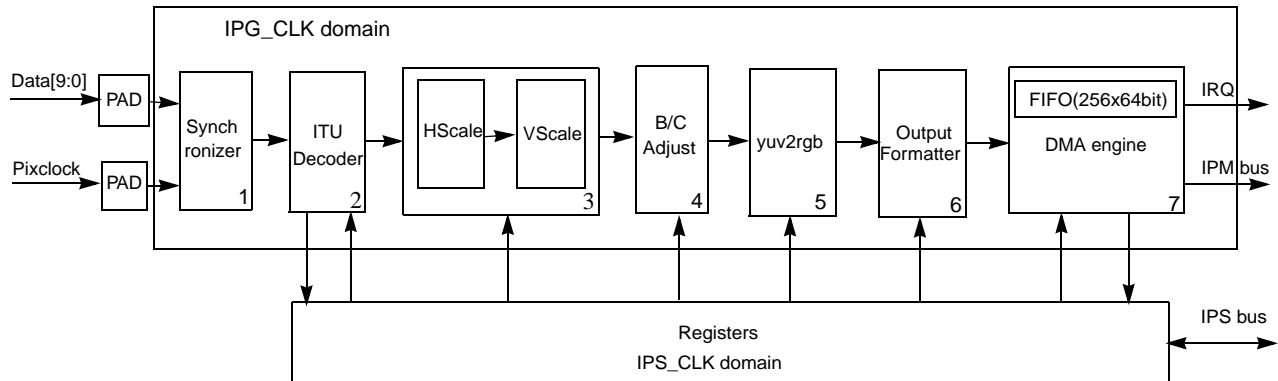 IPG_CLK domain
Data[9:0]
PAD
Pixclock
PAD
Synch
ronizer
1
ITU
Decoder
2
HScale
VScale
3
B/C
Adjust
4
yuv2rgb
5
Output
Formatter
6
FIFO(256x64bit)
DMA engine
7
IRQ
IPM bus
Registers
IPS_CLK domain
IPS bus